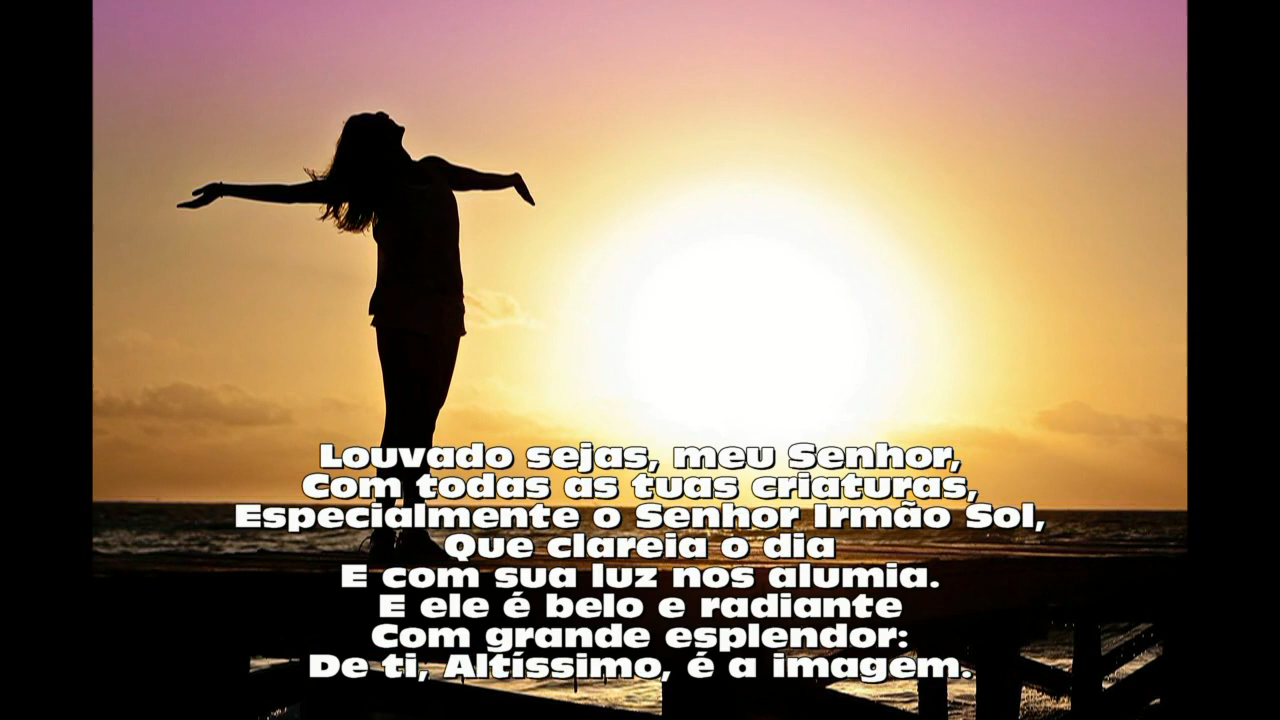 Louvado sejas, meu Senhor,
Com todas as tuas criaturas,
Especialmente o Senhor Irmão Sol,
Que clareia o dia
E com sua luz nos alumia.
E ele é belo e radiante
Com grande esplendor:
De ti, Altíssimo, é a imagem.